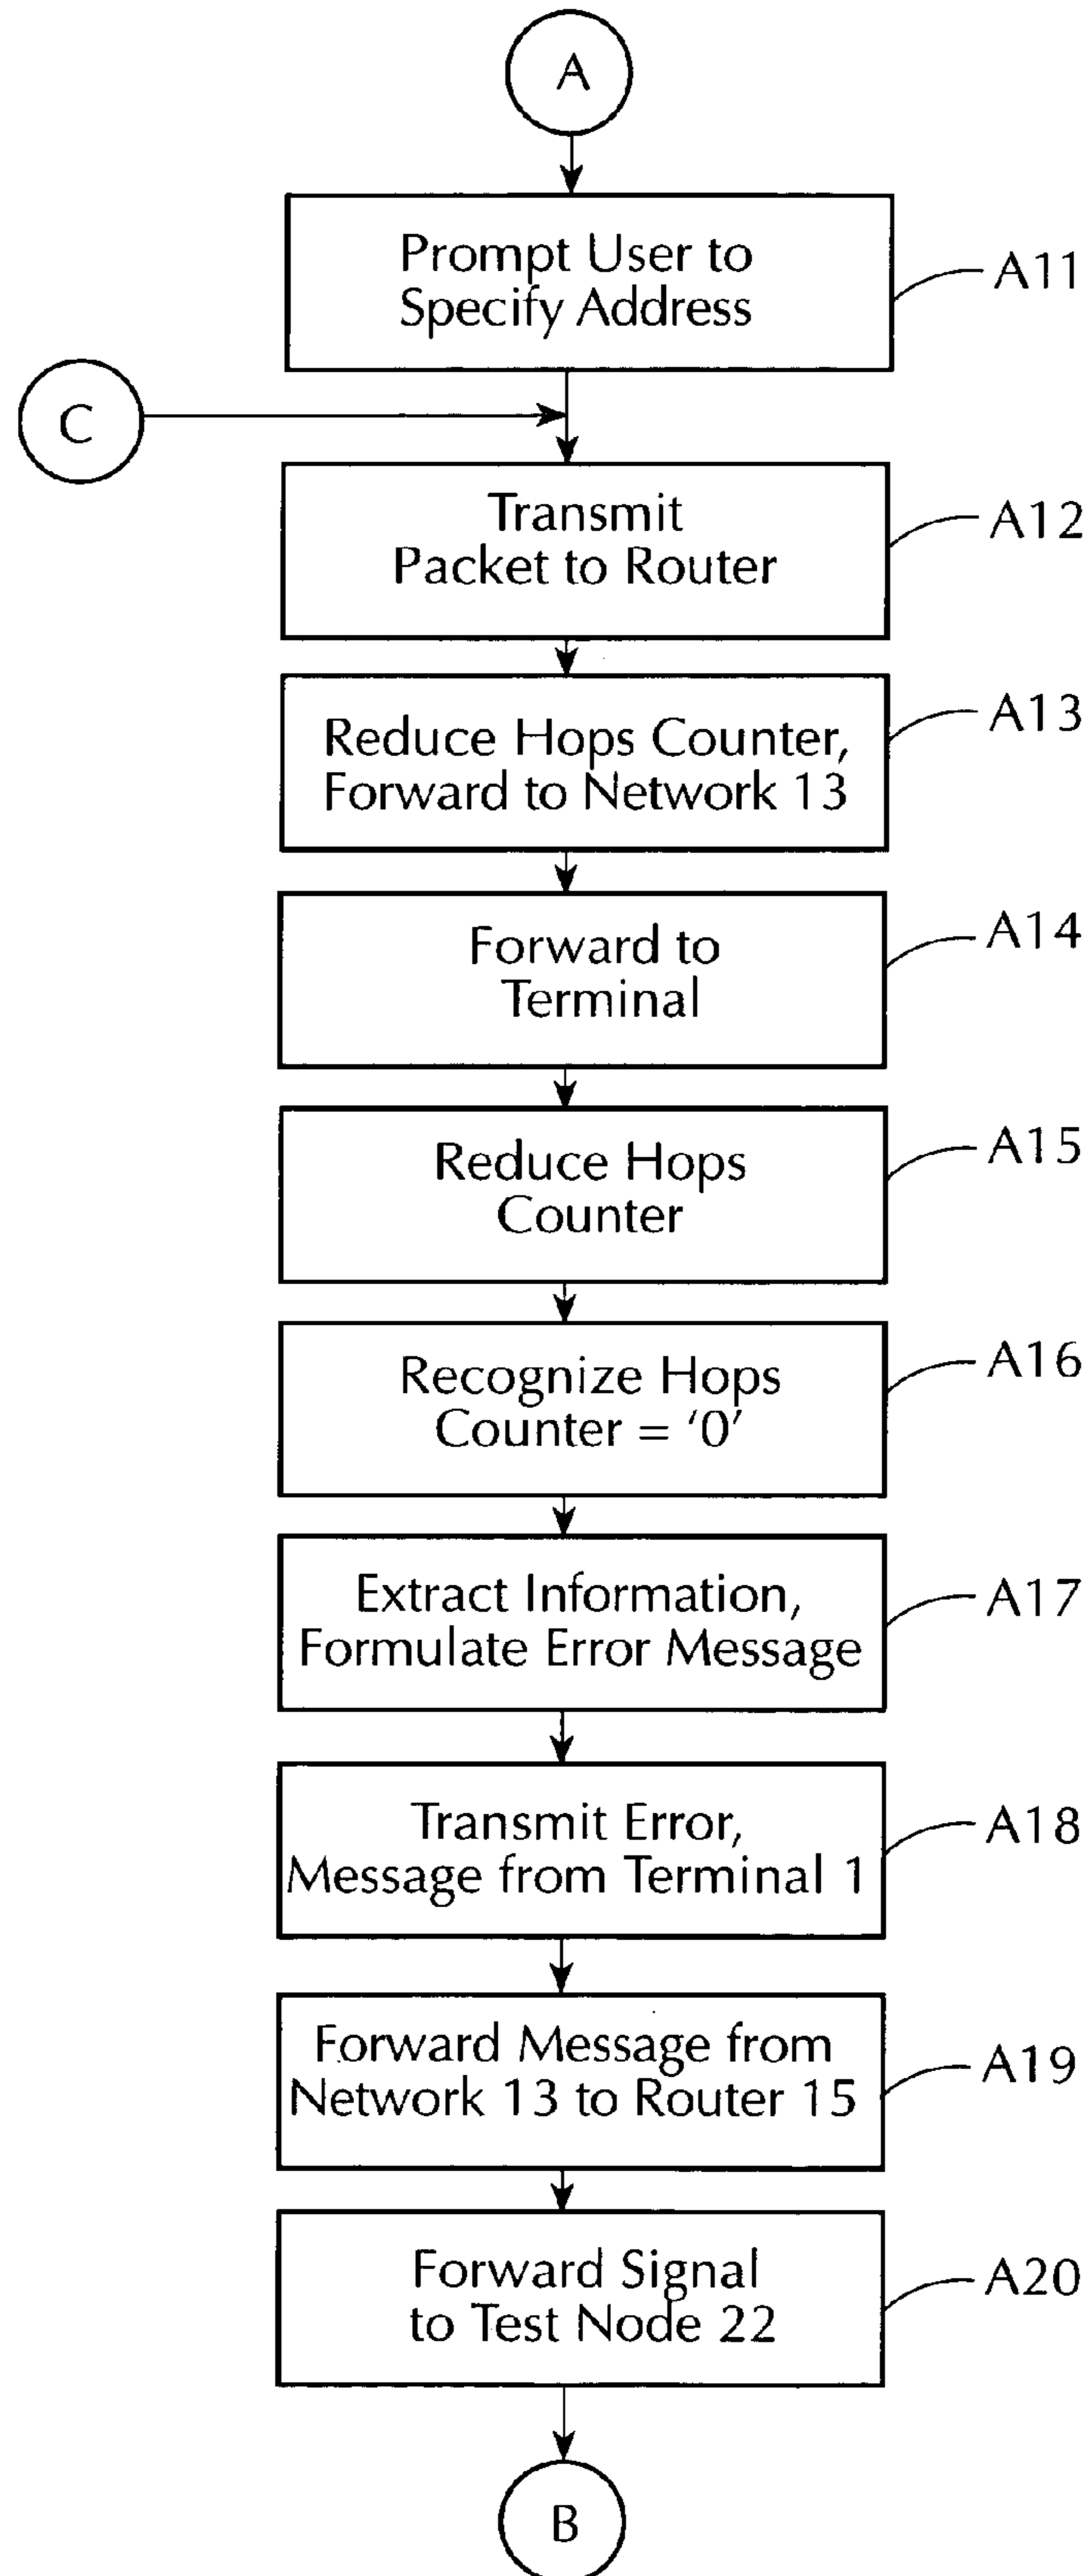 A
Prompt User to
Specify Address
A11
C
Transmit
Packet to Router
A12
Reduce Hops Counter,
Forward to Network 13
A13
Forward to
Terminal
A14
Reduce Hops
Counter
A15
Recognize Hops
Counter = ‘0’
A16
Extract Information,
Formulate Error Message
A17
Transmit Error,
Message from Terminal 1
A18
Forward Message from
Network 13 to Router 15
A19
Forward Signal
to Test Node 22
A20
B